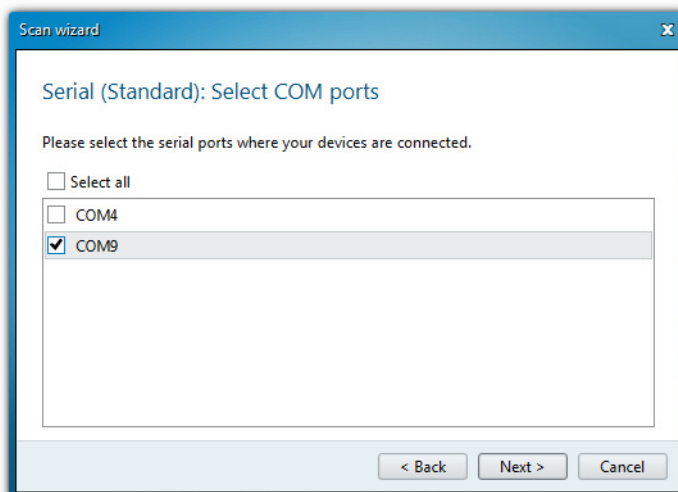 Scan wizard
Serial (Standard): Select COM ports
Please select the serial ports where your devices are connected.
Select all
COM4
COM9
< Back Next > Cancel